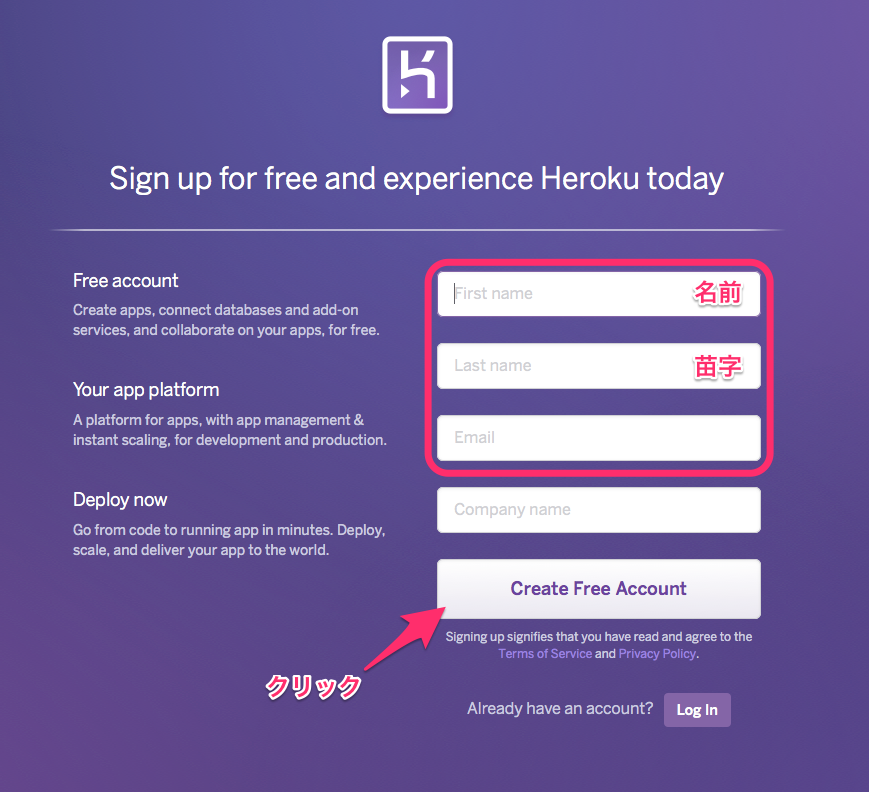 Sign up for free and experience Heroku today
Free account
Create apps, connect databases and add-on
services, and collaborate on your apps, for free.
Your app platform
A platform for apps, with app management &
instant scaling, for development and production.
Deploy now
Go from code to running app in minutes. Deploy,
scale, and deliver your app to the world.
First name 名前
Last name 苗字
Email
Company name
Create Free Account
クリック
Signing up signifies that you have read and agree to the
Terms of Service and Privacy Policy.
Already have an account? Log In